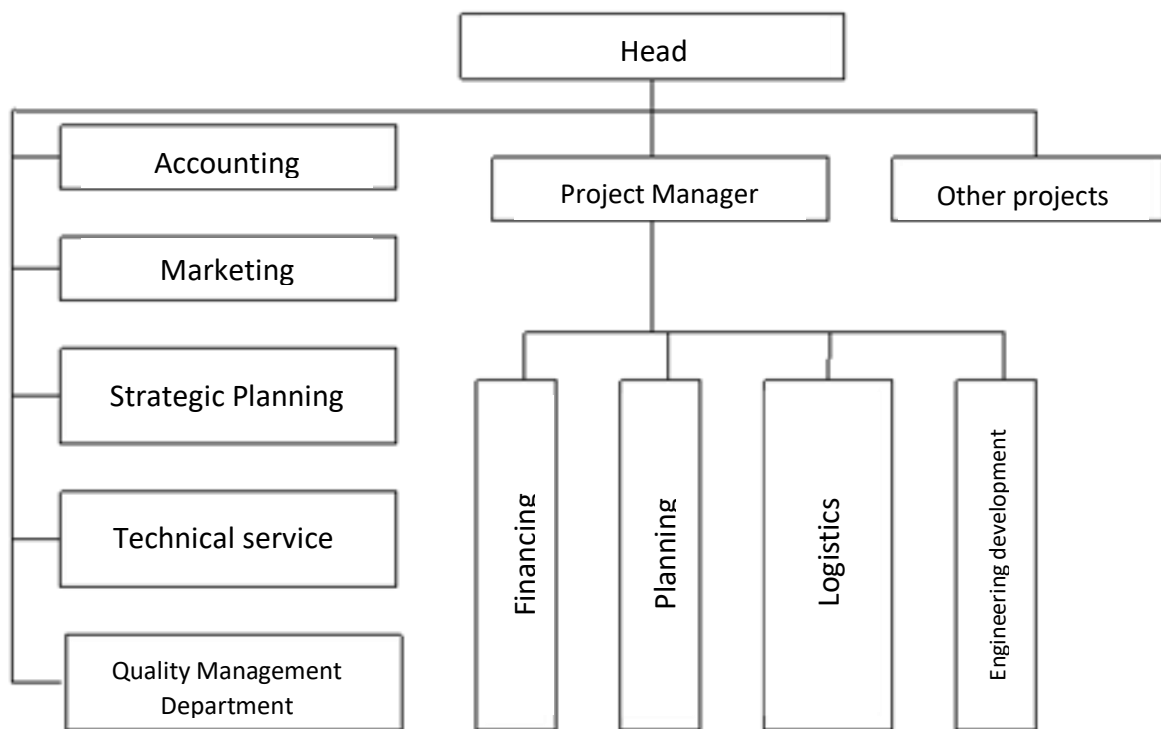 Head
Accounting
Project Manager
Other projects
Marketing
Strategic Planning
Technical service
Quality Management
Department
Financing
Planning
Logistics
Engineering development